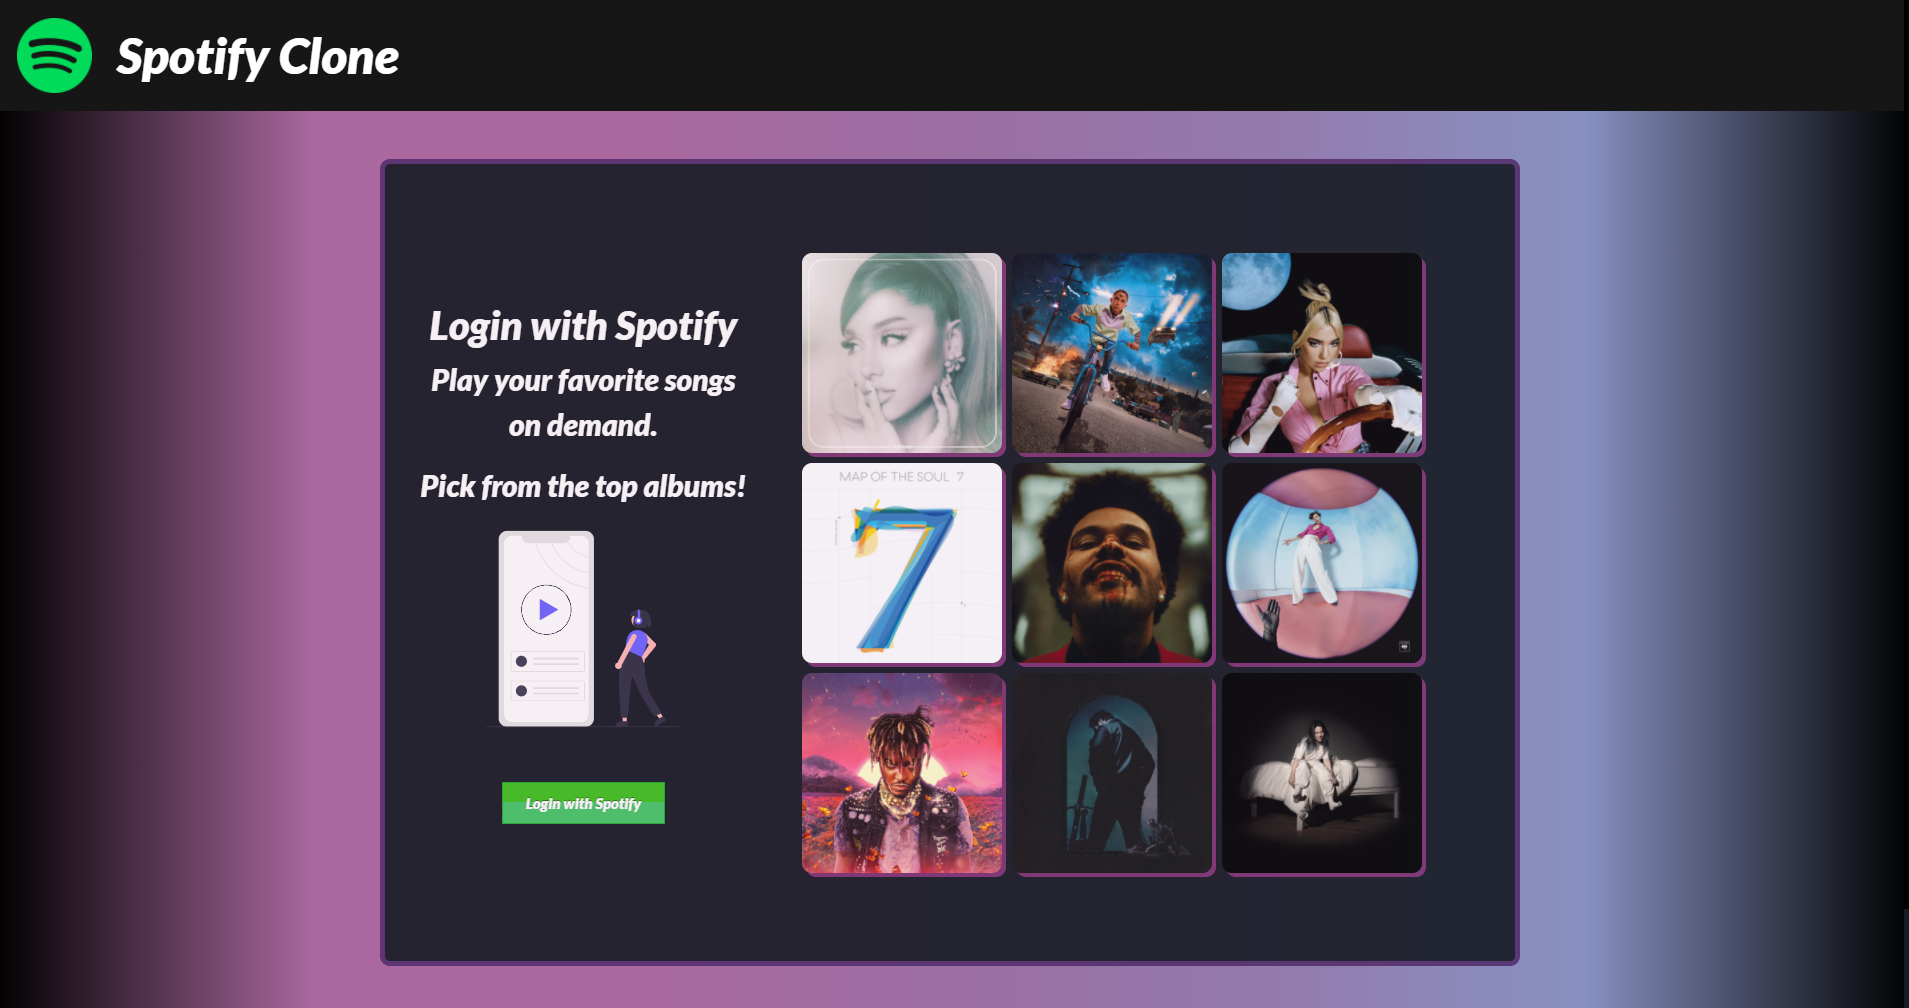 Spotify Clone
Login with Spotify
Play your favorite songs
on demand.
Pick from the top albums!
Login with Spotify
MAP OF THE SOUL 7